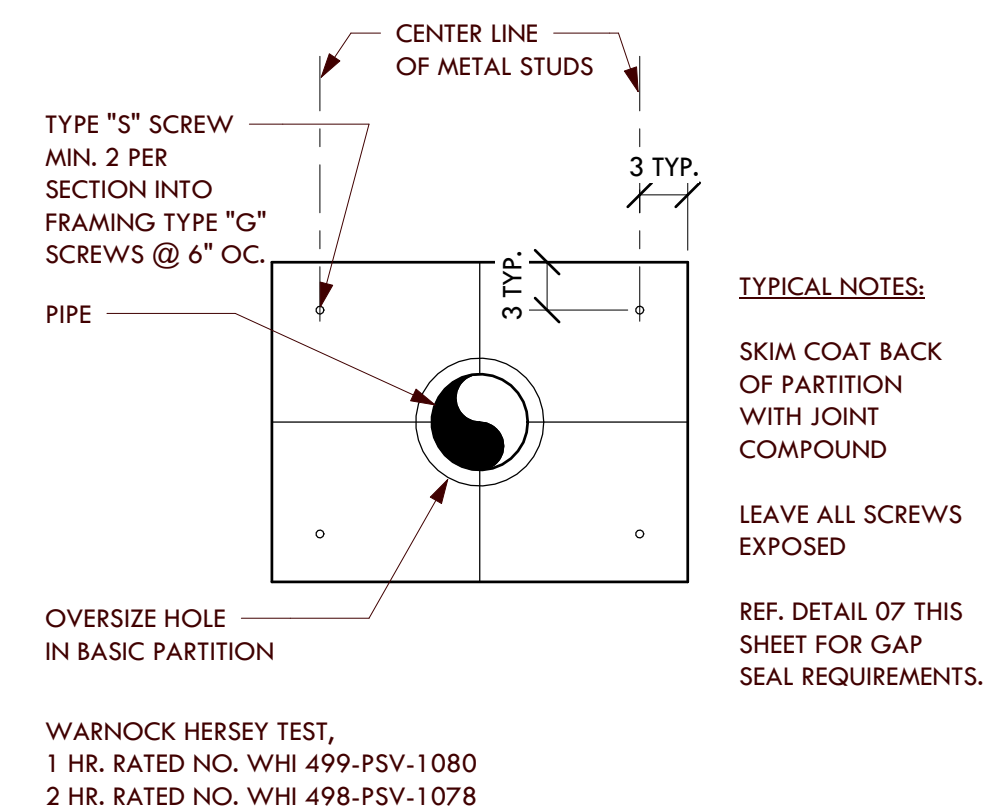 CENTER LINE
OF METAL STUDS
TYPE "S" SCREW
MIN. 2 PER
SECTION INTO
FRAMING TYPE "G"
SCREWS @ 6" OC.
3 TYP.
3 TYP.
PIPE
TYPICAL NOTES:
SKIM COAT BACK
OF PARTITION
WITH JOINT
COMPOUND
LEAVE ALL SCREWS
EXPOSED
REF. DETAIL 07 THIS
SHEET FOR GAP
SEAL REQUIREMENTS.
OVERSIZE HOLE
IN BASIC PARTITION
WARNOCK HERSEY TEST,
1 HR. RATED NO. WHI 499-PSV-1080
2 HR. RATED NO. WHI 498-PSV-1078